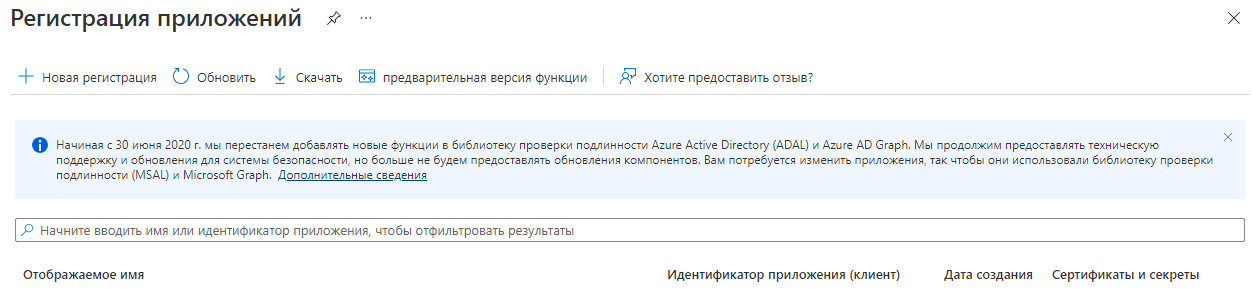 Регистрация приложений
Новая регистрация Обновить Скачать предварительная версия функции Хотите предоставить отзыв?
Начиная с 30 июня 2020 г. мы перестанем добавлять новые функции в библиотеку проверки подлинности Azure Active Directory (ADAL) и Azure AD Graph. Мы продолжим предоставлять техническую
поддержку и обновления для системы безопасности, но больше не будем предоставлять обновления компонентов. Вам потребуется изменить приложения, так чтобы они использовали библиотеку проверки
подлинности (MSAL) и Microsoft Graph. Дополнительные сведения
Начните вводить имя или идентификатор приложения, чтобы отфильтровать результаты
Отображаемое имя Идентификатор приложения (клиент) Дата создания Сертификаты и секреты